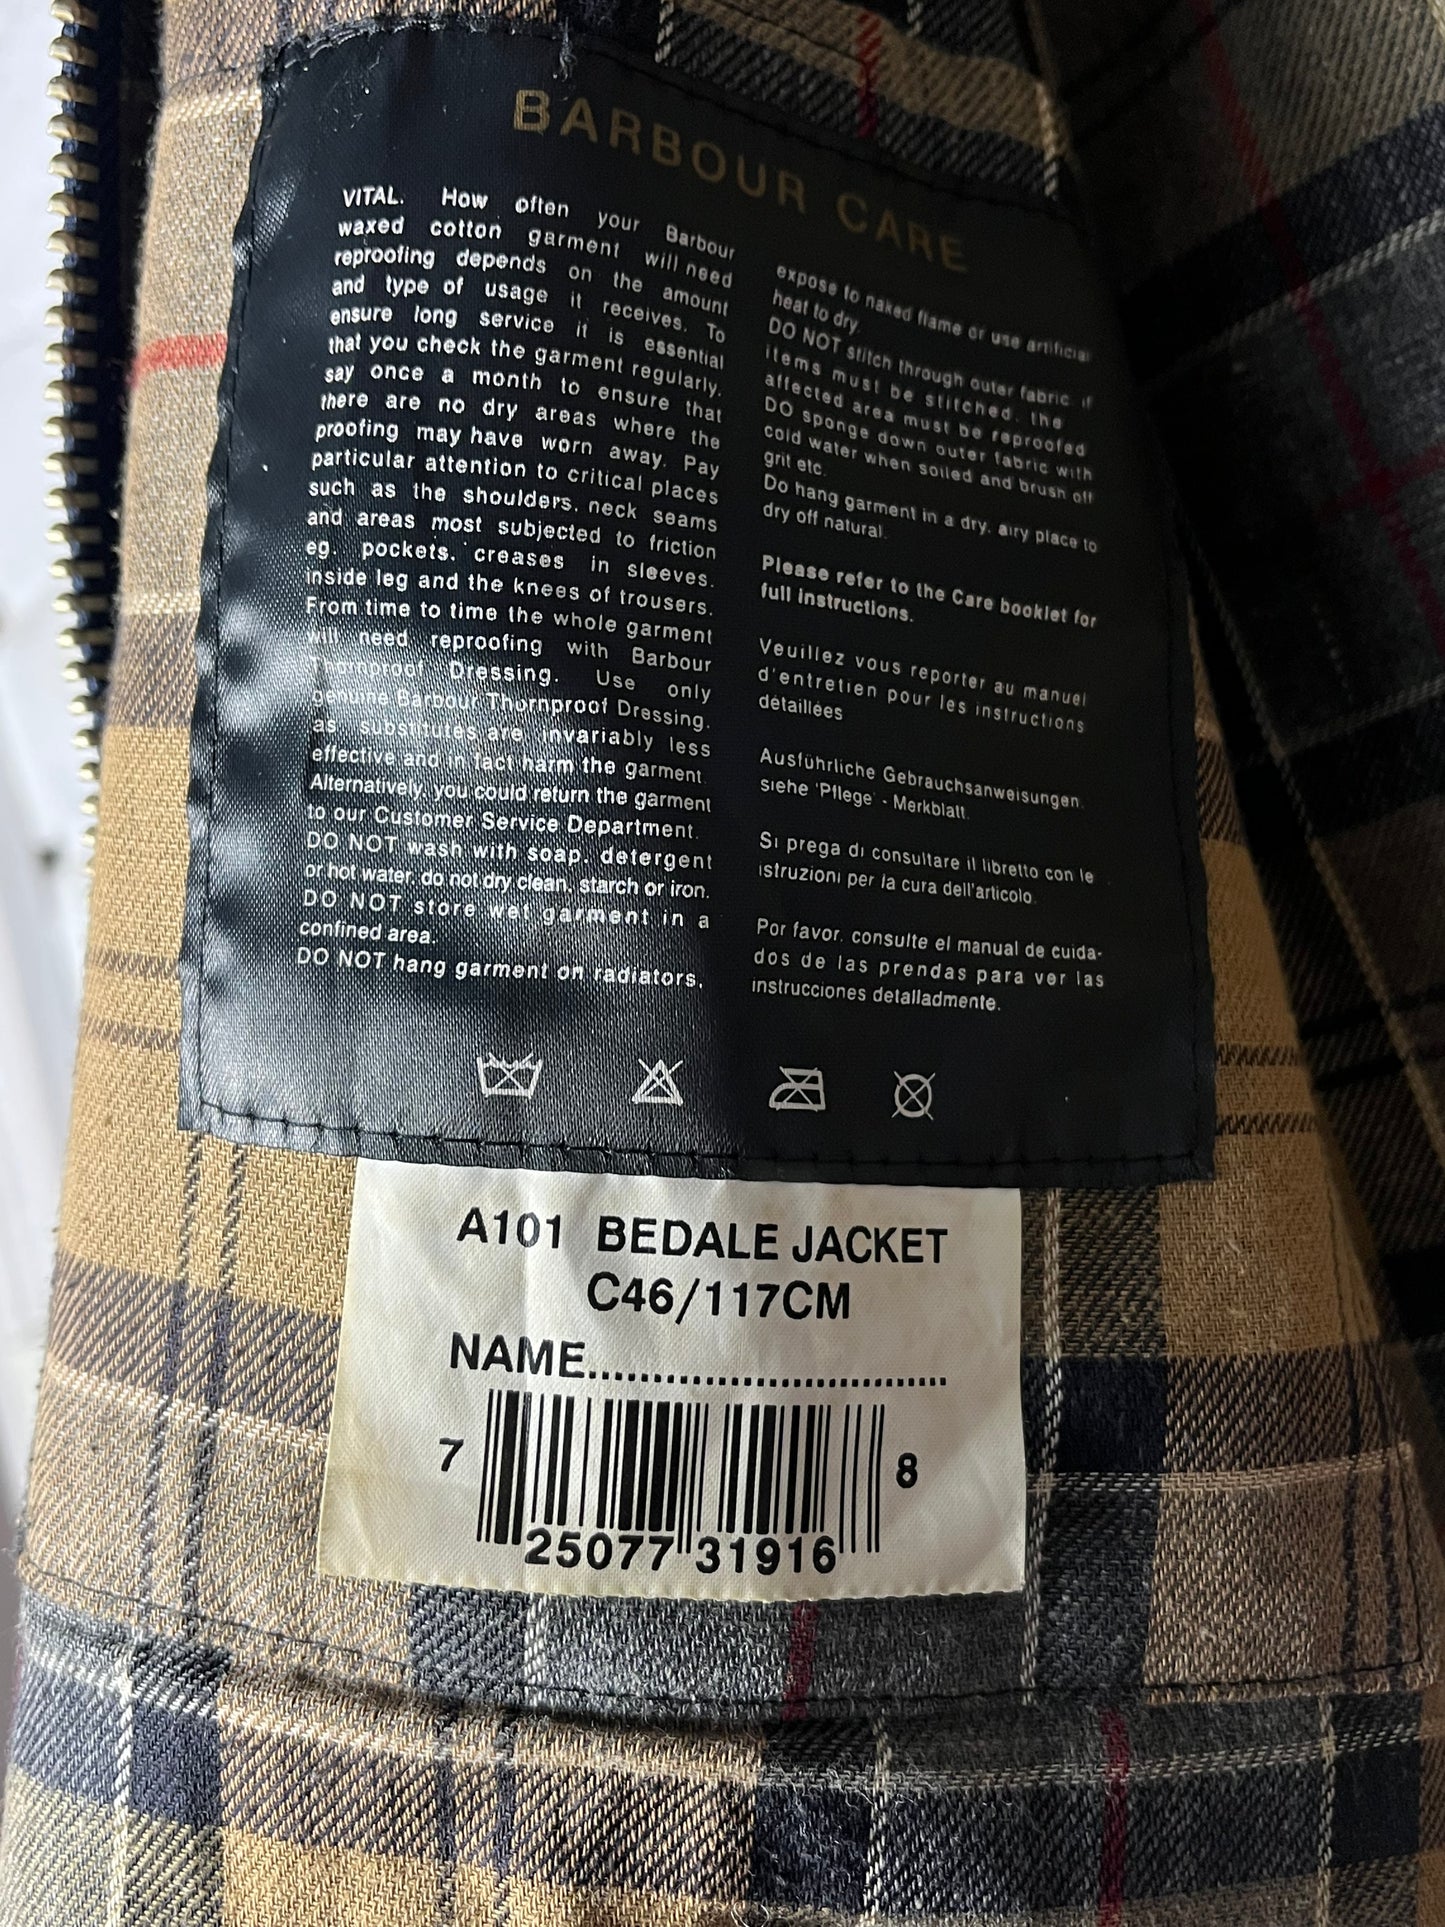 BARBOUR CARE
VITAL. How often your Barbour
waxed cotton garment will need
reproofing depends on the amount
and type of usage it receives. To
ensure long service it is essential
that you check the garment regularly.
say once a month to ensure that
there are no dry areas where the
proofing may have worn away. Pay
particular attention to critical places
such as the shoulders, neck seams
and areas most subjected to friction
eg. pockets, creases in sleeves.
inside leg and the knees of trousers.
From time to time the whole garment
will need reproofing with Barbour
Thornproof Dressing. Use only
genuine Barbour Thornproof Dressing.
as substitutes are invariably less
effective and in fact harm the garment.
Alternatively you could return the garment
to our Customer Service Department.
DO NOT wash with soap, detergent
or hot water, do not dry clean, starch or iron.
DO NOT store wet garment in a
confined area.
DO NOT hang garment on radiators,
expose to naked flame or use artificial
heat to dry.
DO NOT stitch through outer fabric if
items must be stitched, the
affected area must be reproofed
DO sponge down outer fabric with
cold water when soiled and brush off
grit etc.
Do hang garment in a dry, airy place to
dry off natural.
Please refer to the Care booklet for
full instructions.
Veuillez vous reporter au manuel
d'entretien pour les instructions
détaillées
Ausführliche Gebrauchsanweisungen.
siehe 'Pflege' - Merkblatt.
Si prega di consultare il libretto con le
istruzioni per la cura dell'articolo.
Por favor, consulte el manual de cuida-
dos de las prendas para ver las
instrucciones detalladmente.
A101 BEDALE JACKET
C46/117CM
NAME..............................
7 25077 31916 8